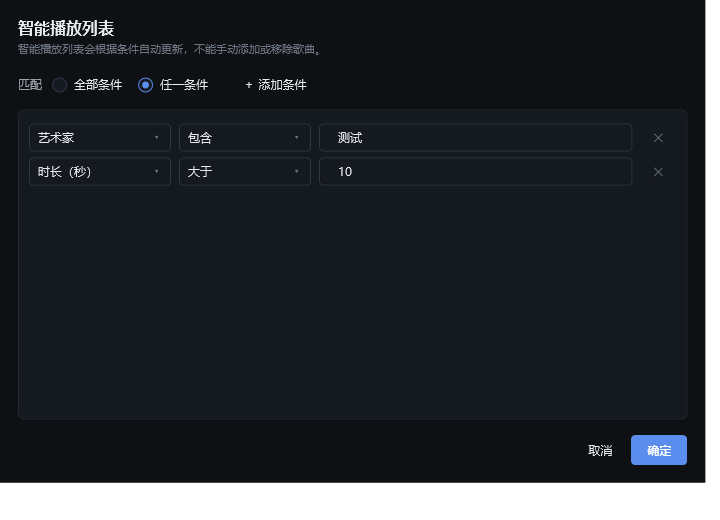 智能播放列表
智能播放列表会根据条件自动更新，不能手动添加或移除歌曲。
匹配 全部条件 任一条件 + 添加条件
艺术家 包含 测试
时长（秒） 大于 10
取消 确定